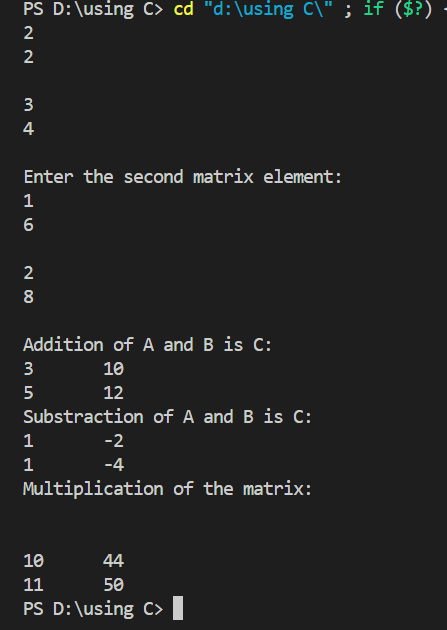 PS D:\using C> cd "d:\using C\" ; if ($?)
2
2
3
4
Enter the second matrix element:
1
6
2
8
Addition of A and B is C:
3 10
5 12
Substraction of A and B is C:
1 -2
1 -4
Multiplication of the matrix:
10 44
11 50
PS D:\using C>